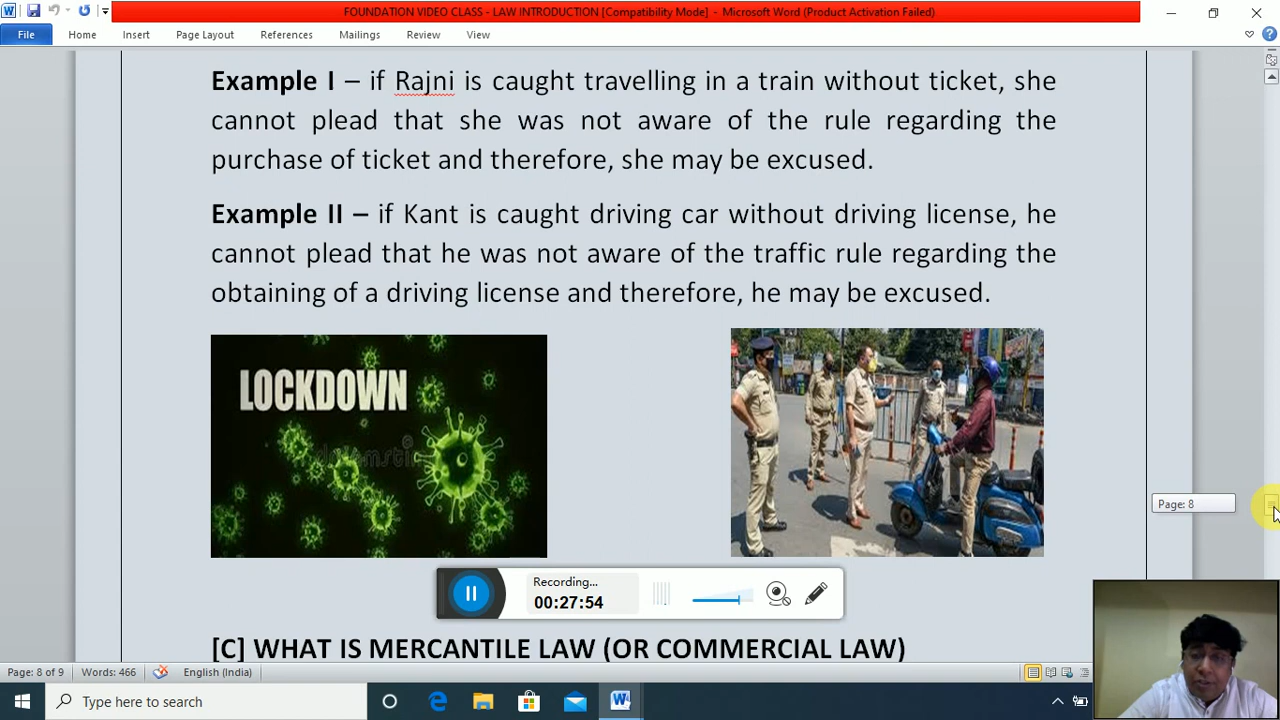 FOUNDATION VIDEO CLASS - LAW INTRODUCTION [Compatibility Mode] - Microsoft Word (Product Activation Failed)
File Home Insert Page Layout References Mailings Review View
Example I – if Rajni is caught travelling in a train without ticket, she
cannot plead that she was not aware of the rule regarding the
purchase of ticket and therefore, she may be excused.
Example II – if Kant is caught driving car without driving license, he
cannot plead that he was not aware of the traffic rule regarding the
obtaining of a driving license and therefore, he may be excused.
LOCKDOWN
Page: 8
Recording...
00:27:54
[C] WHAT IS MERCANTILE LAW (OR COMMERCIAL LAW)
Page: 8 of 9 Words: 466 English (India)
Type here to search